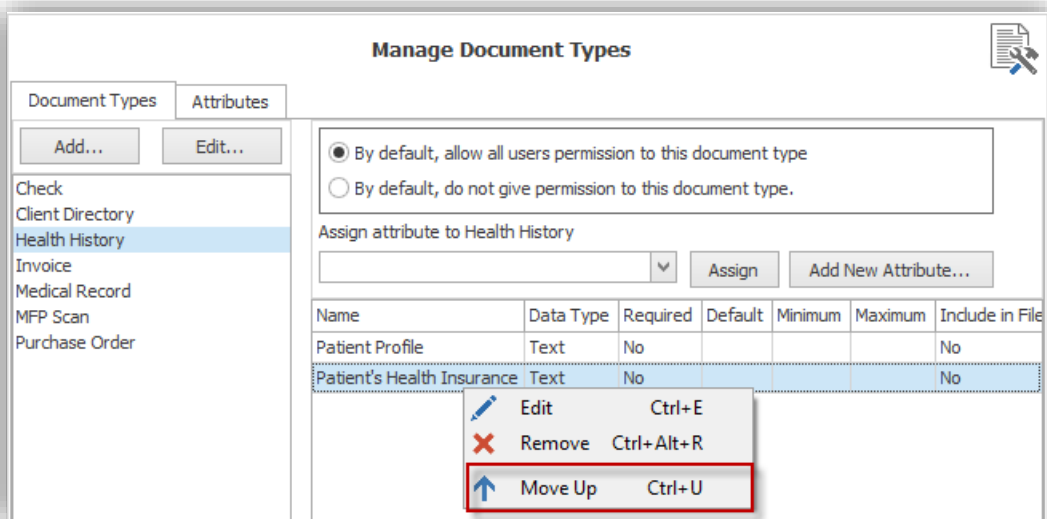 Manage Document Types
Document Types Attributes
Add... Edit...
Check
Client Directory
Health History
Invoice
Medical Record
MFP Scan
Purchase Order
By default, allow all users permission to this document type
By default, do not give permission to this document type.
Assign attribute to Health History
Assign Add New Attribute...
Name Data Type Required Default Minimum Maximum Include in File
Patient Profile Text No No
Patient's Health Insurance Text No No
Edit Ctrl+E
Remove Ctrl+Alt+R
Move Up Ctrl+U